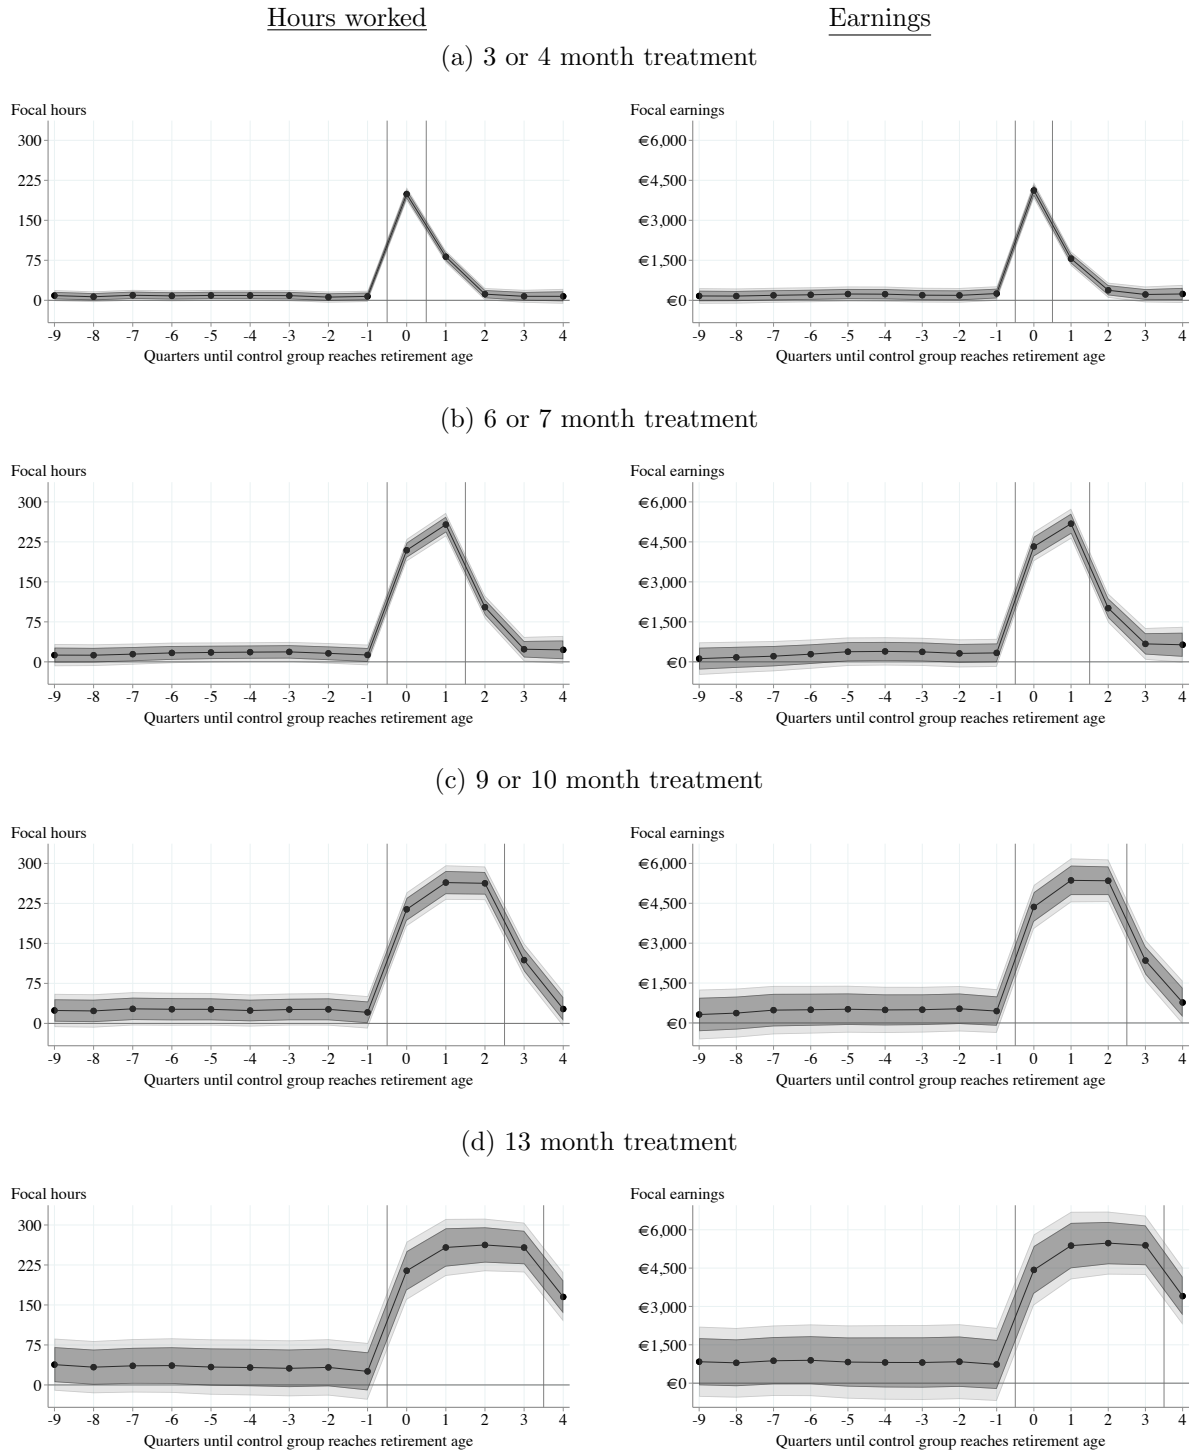 Hours worked
Earnings
(a) 3 or 4 month treatment
Focal hours
300
225
150
75
0
-9 -8 -7 -6 -5 -4 -3 -2 -1 0 1 2 3 4
Quarters until control group reaches retirement age
Focal earnings
€6,000
€4,500
€3,000
€1,500
€0
-9 -8 -7 -6 -5 -4 -3 -2 -1 0 1 2 3 4
Quarters until control group reaches retirement age
(b) 6 or 7 month treatment
Focal hours
300
225
150
75
0
-9 -8 -7 -6 -5 -4 -3 -2 -1 0 1 2 3 4
Quarters until control group reaches retirement age
Focal earnings
€6,000
€4,500
€3,000
€1,500
€0
-9 -8 -7 -6 -5 -4 -3 -2 -1 0 1 2 3 4
Quarters until control group reaches retirement age
(c) 9 or 10 month treatment
Focal hours
300
225
150
75
0
-9 -8 -7 -6 -5 -4 -3 -2 -1 0 1 2 3 4
Quarters until control group reaches retirement age
Focal earnings
€6,000
€4,500
€3,000
€1,500
€0
-9 -8 -7 -6 -5 -4 -3 -2 -1 0 1 2 3 4
Quarters until control group reaches retirement age
(d) 13 month treatment
Focal hours
300
225
150
75
0
-9 -8 -7 -6 -5 -4 -3 -2 -1 0 1 2 3 4
Quarters until control group reaches retirement age
Focal earnings
€6,000
€4,500
€3,000
€1,500
€0
-9 -8 -7 -6 -5 -4 -3 -2 -1 0 1 2 3 4
Quarters until control group reaches retirement age